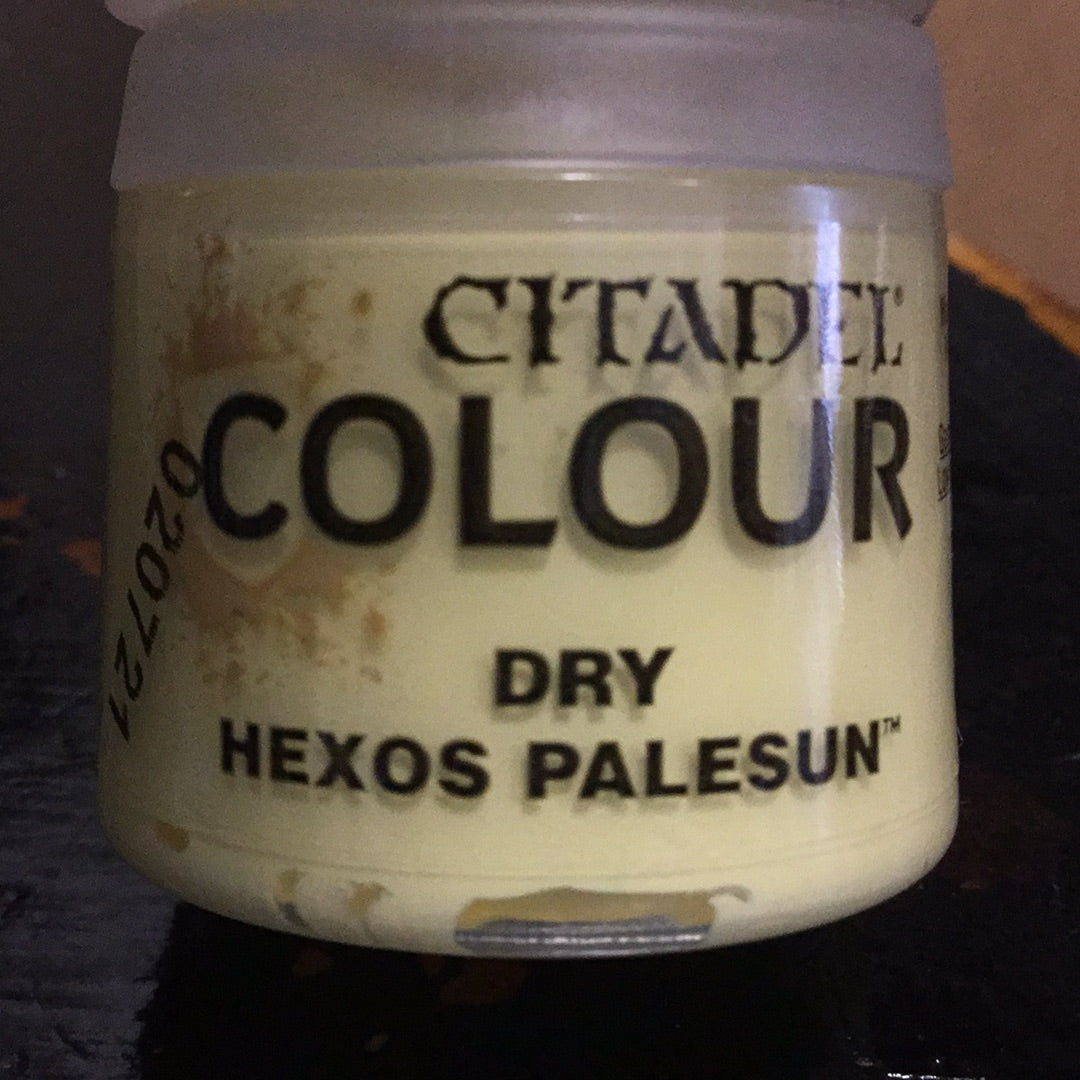 CITADEL®
COLOUR
DRY
HEXOS PALESUN™
020721